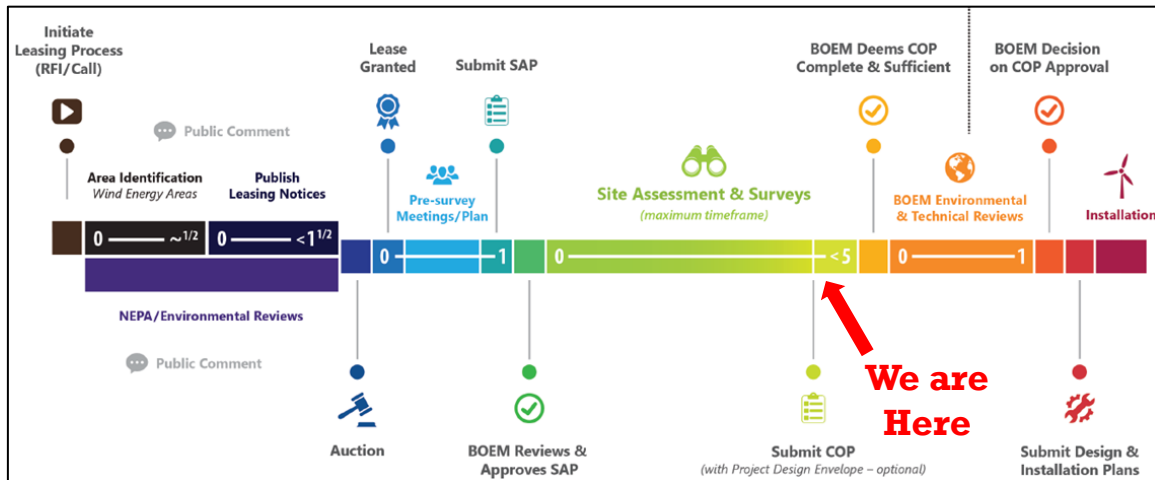 Initiate
Leasing Process
(RFI/Call)
Lease
Granted
Submit SAP
BOEM Deems COP
Complete & Sufficient
BOEM Decision
on COP Approval
Public Comment
Area Identification
Wind Energy Areas
Publish
Leasing Notices
Pre-survey
Meetings/Plan
Site Assessment & Surveys
(maximum timeframe)
BOEM Environmental
& Technical Reviews
Installation
0 ~1/2
0 <1 1/2
0 1
0 <5
0 1
NEPA/Environmental Reviews
Public Comment
We are
Here
Auction
BOEM Reviews &
Approves SAP
Submit COP
(with Project Design Envelope – optional)
Submit Design &
Installation Plans